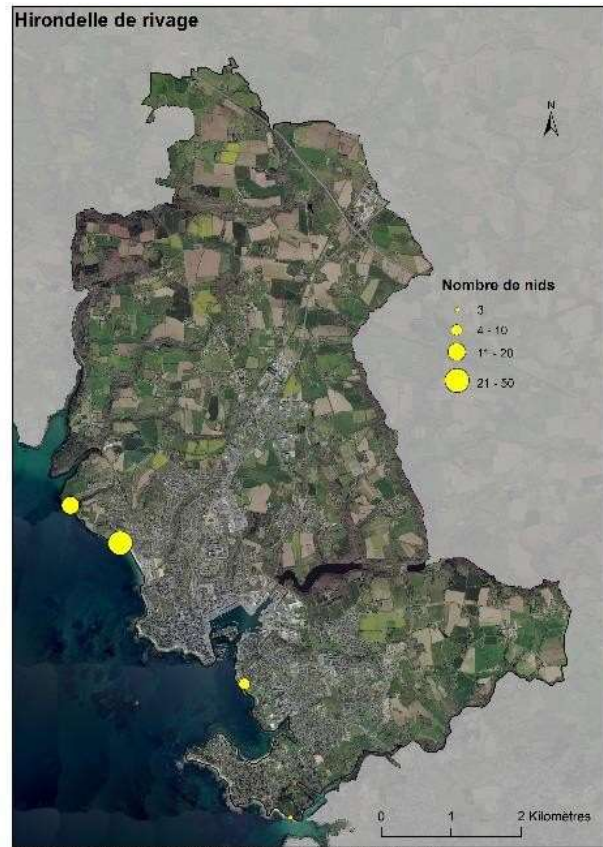 Hirondelle de rivage
N
Nombre de nids
3
4 - 10
11 - 20
21 - 50
0 1 2 Kilomètres